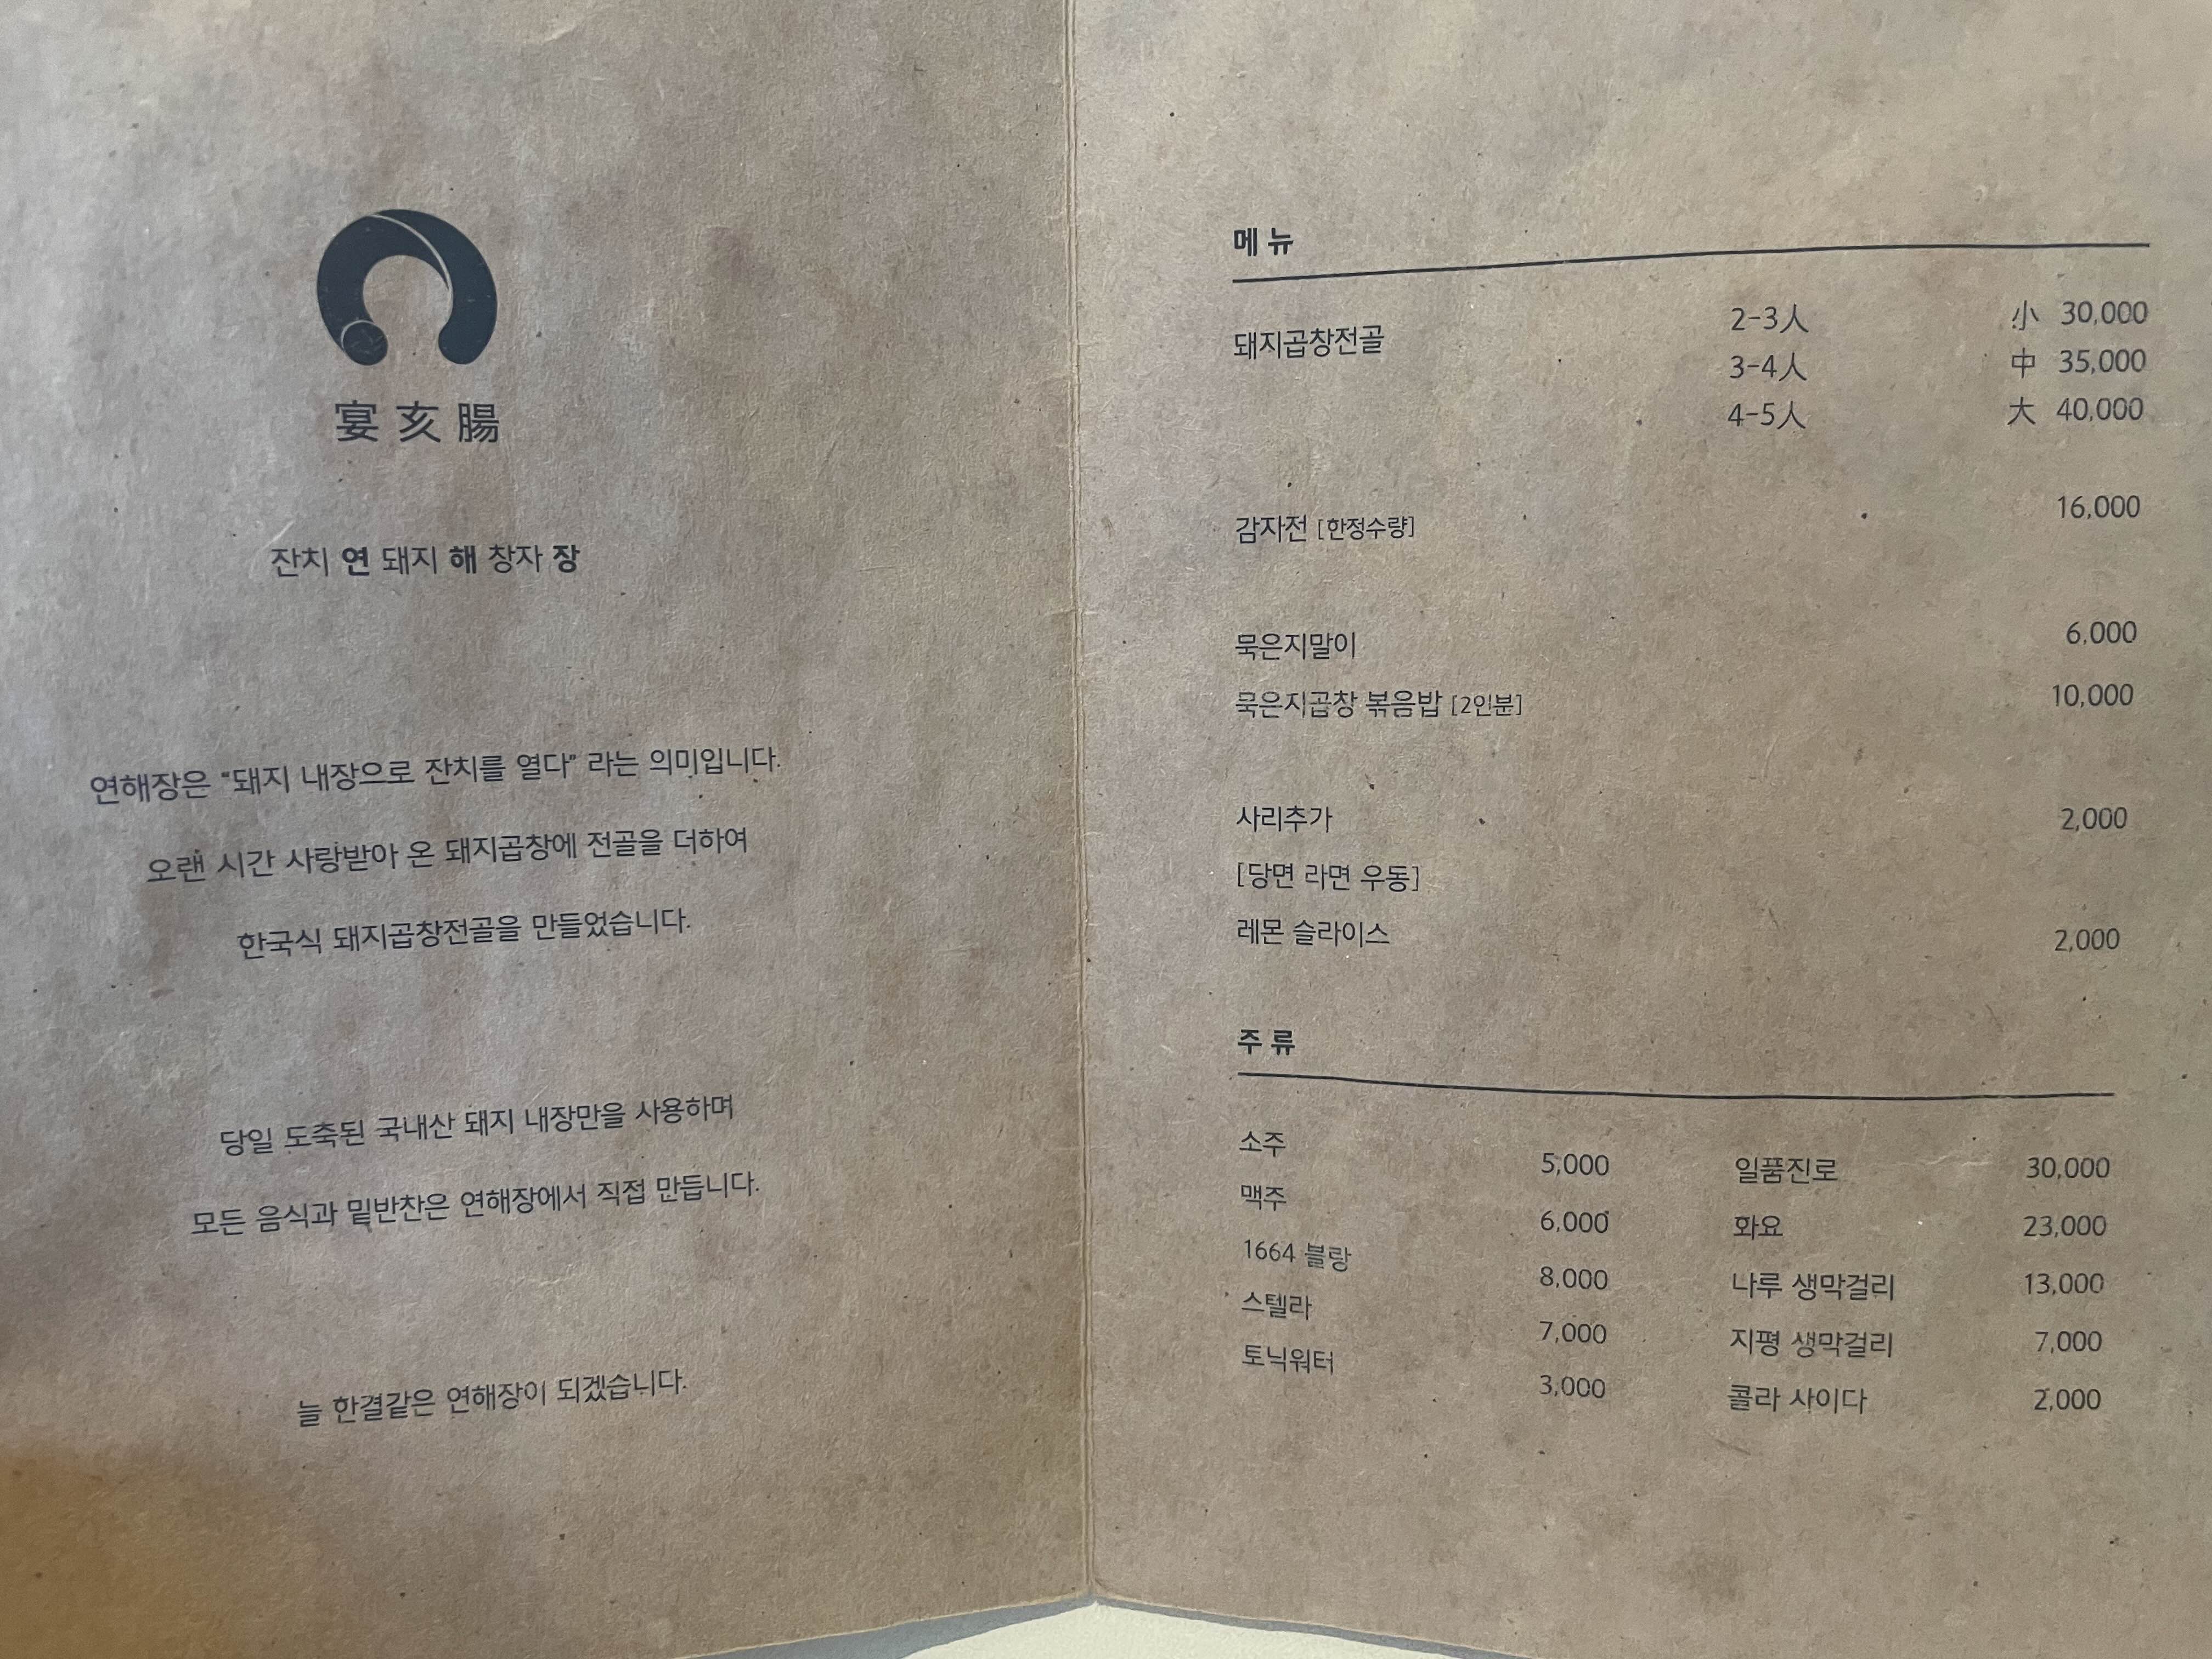 宴亥腸
잔치 연 돼지 해 창자 장
연해장은 "돼지 내장으로 잔치를 열다" 라는 의미입니다.
오랜 시간 사랑받아 온 돼지곱창에 전골을 더하여
한국식 돼지곱창전골을 만들었습니다.
당일 도축된 국내산 돼지 내장만을 사용하며
모든 음식과 밑반찬은 연해장에서 직접 만듭니다.
늘 한결같은 연해장이 되겠습니다.
메뉴
돼지곱창전골 2-3人 小 30,000
3-4人 中 35,000
4-5人 大 40,000
감자전 [한정수량] 16,000
묵은지말이 6,000
묵은지곱창 볶음밥 [2인분] 10,000
사리추가 2,000
[당면 라면 우동]
레몬 슬라이스 2,000
주류
소주 5,000 일품진로 30,000
맥주 6,000 화요 23,000
1664 블랑 8,000 나루 생막걸리 13,000
스텔라 7,000 지평 생막걸리 7,000
토닉워터 3,000 콜라 사이다 2,000